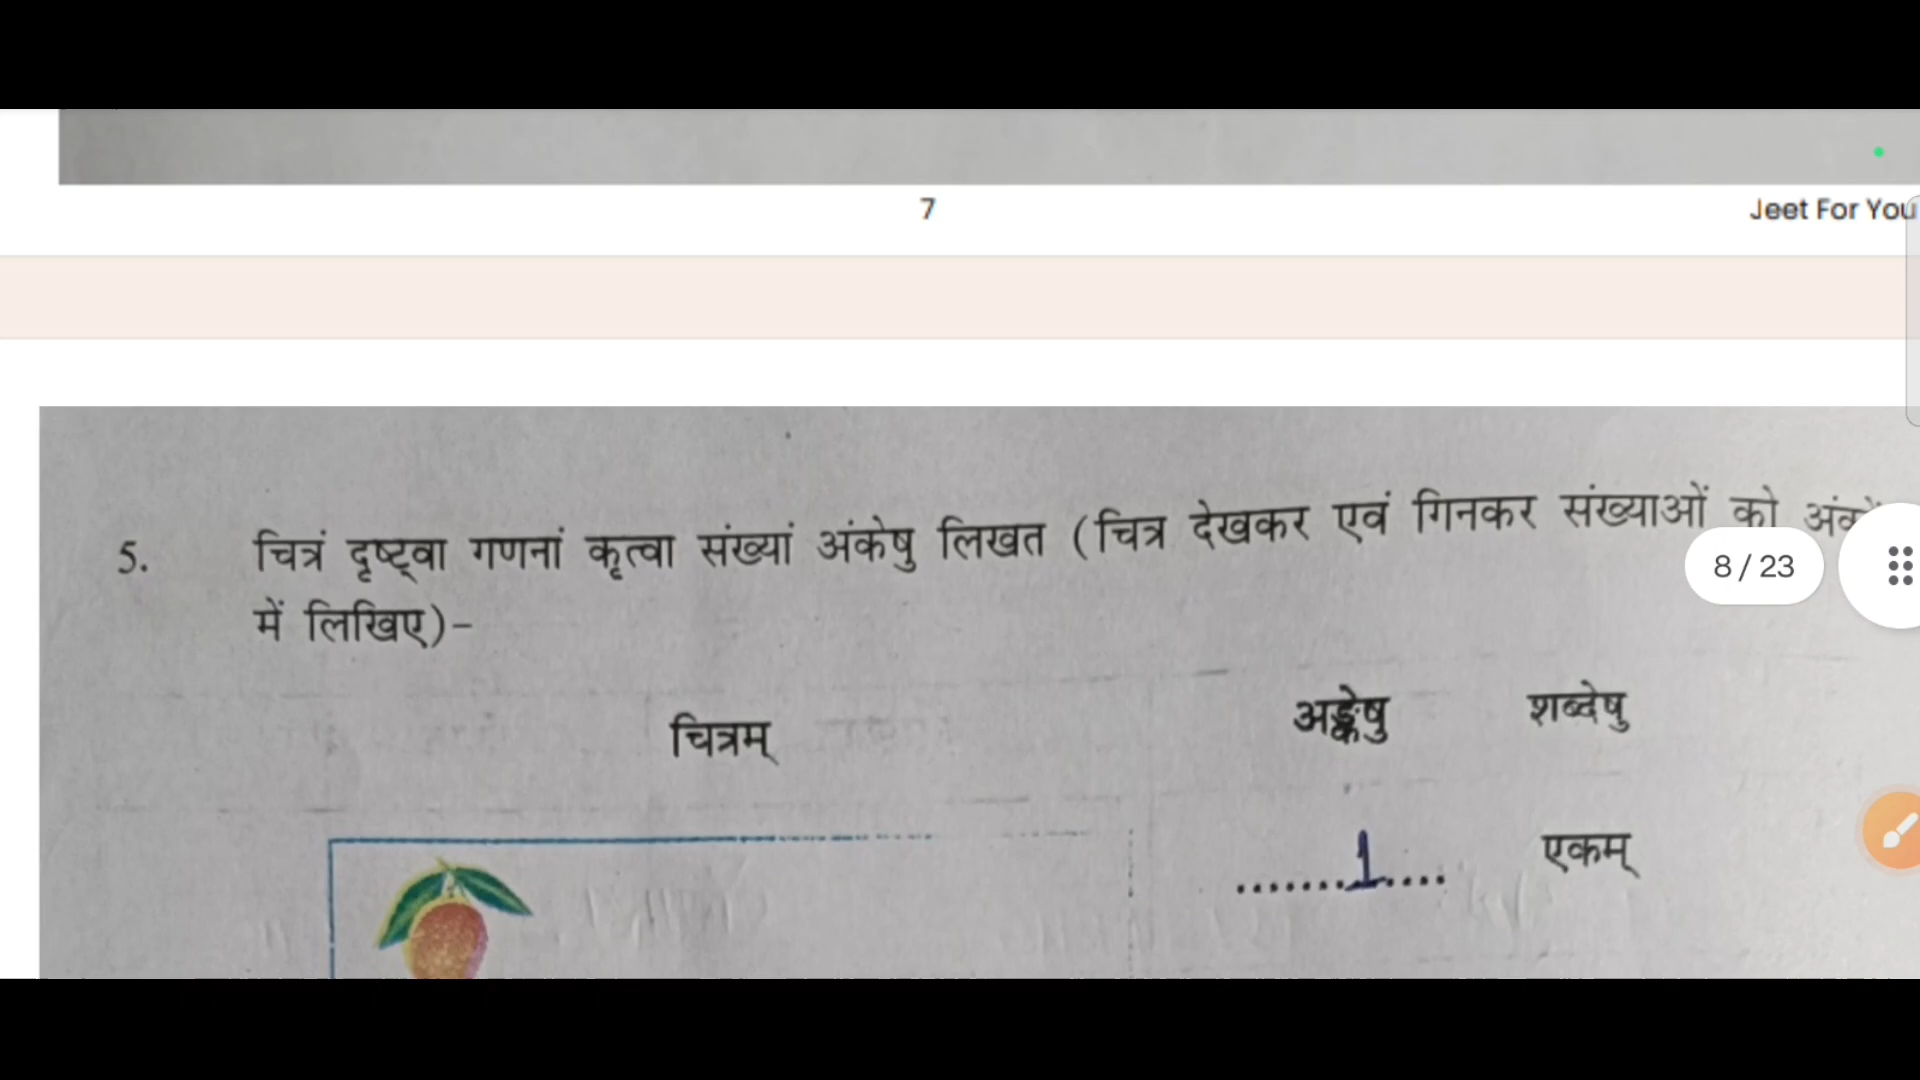 7
Jeet For You
5. चित्रं दृष्ट्वा गणनां कृत्वा संख्यां अंकेषु लिखत (चित्र देखकर एवं गिनकर संख्याओं को
8 / 23
में लिखिए)-
चित्रम् अङ्केषु शब्देषु
1 एकम्